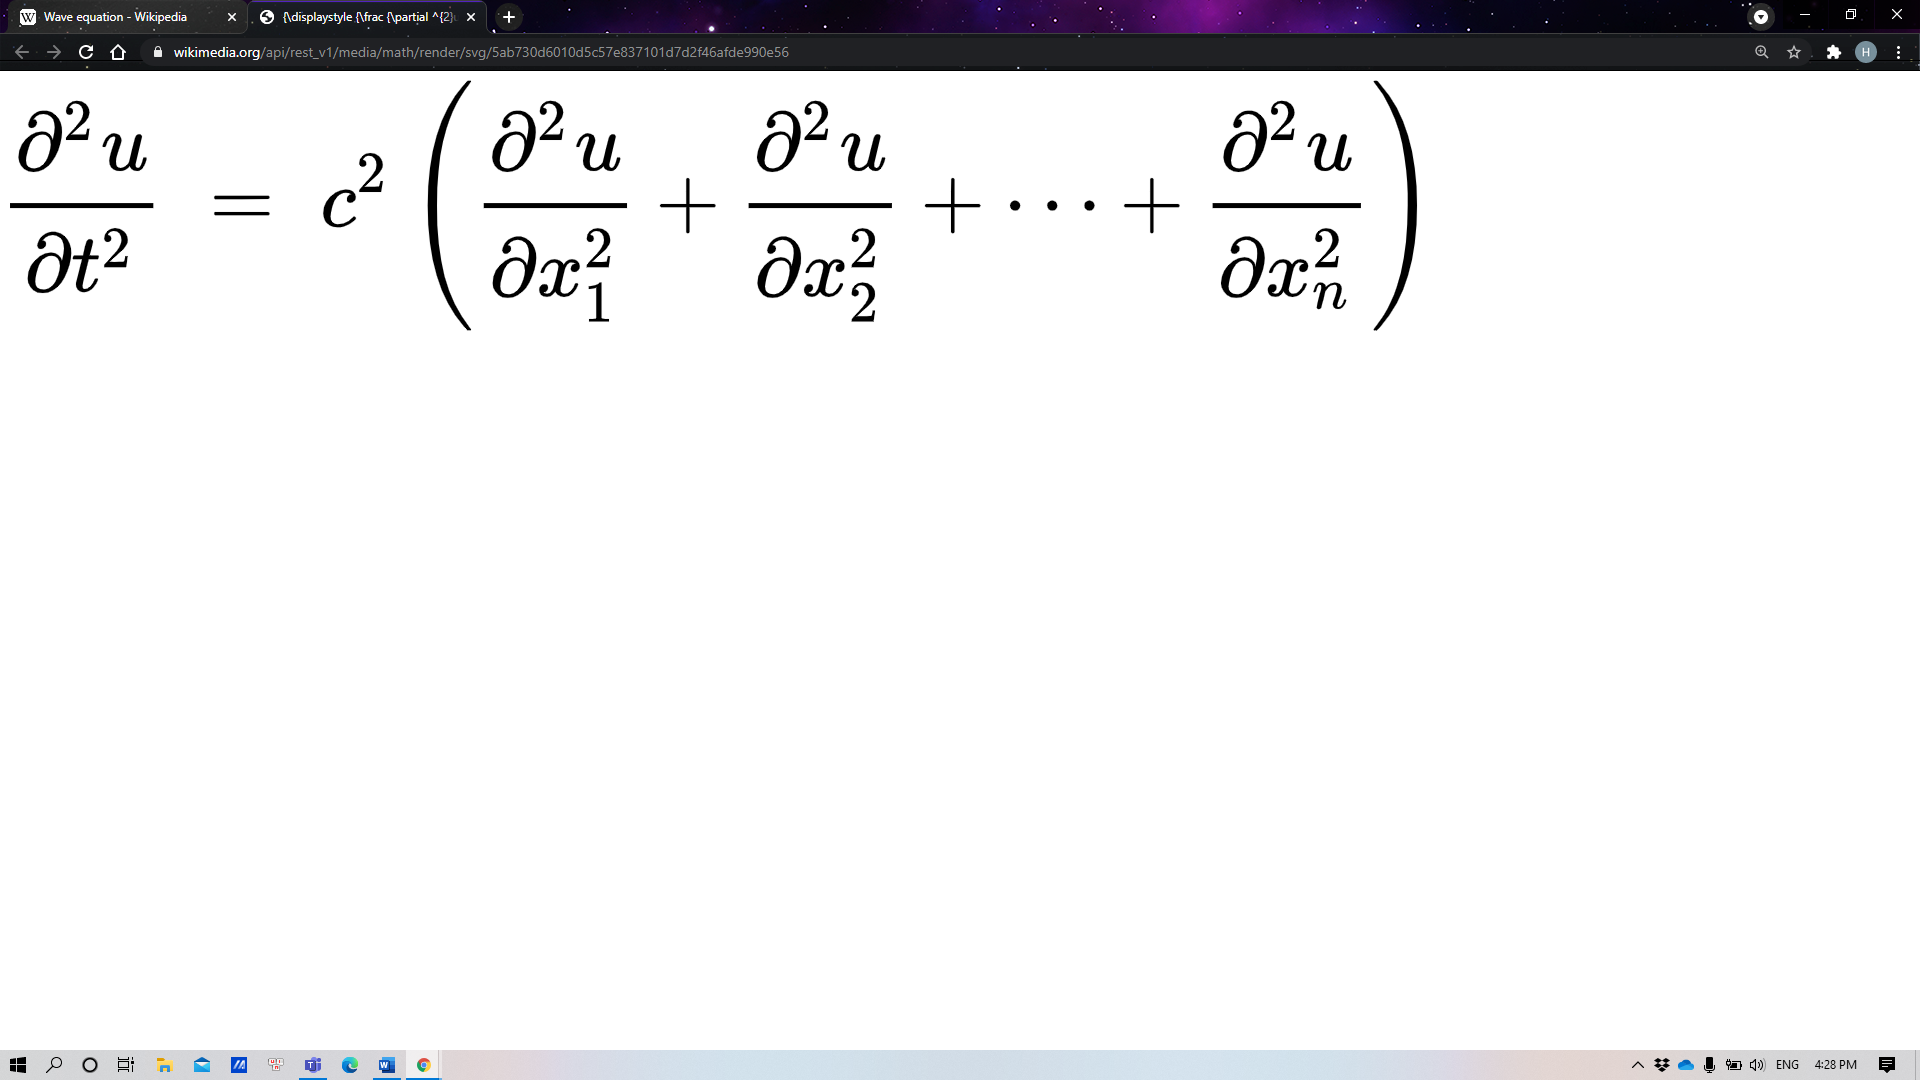 Wave equation - Wikipedia
{\displaystyle {\frac {\partial ^{2}u
wikimedia.org/api/rest_v1/media/math/render/svg/5ab730d6010d5c57e837101d7d2f46afde990e56
H
∂²u/∂t² = c² (∂²u/∂x₁² + ∂²u/∂x₂² + ⋯ + ∂²u/∂xₙ²)
ENG 4:28 PM